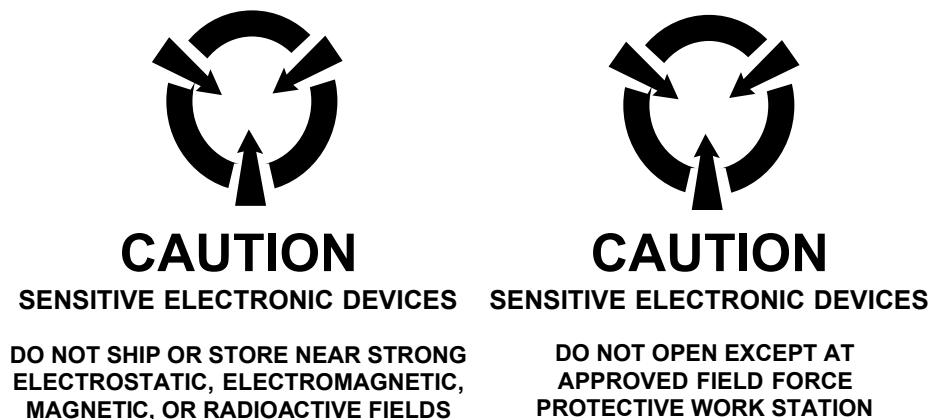 CAUTION
SENSITIVE ELECTRONIC DEVICES
DO NOT SHIP OR STORE NEAR STRONG
ELECTROSTATIC, ELECTROMAGNETIC,
MAGNETIC, OR RADIOACTIVE FIELDS
CAUTION
SENSITIVE ELECTRONIC DEVICES
DO NOT OPEN EXCEPT AT
APPROVED FIELD FORCE
PROTECTIVE WORK STATION